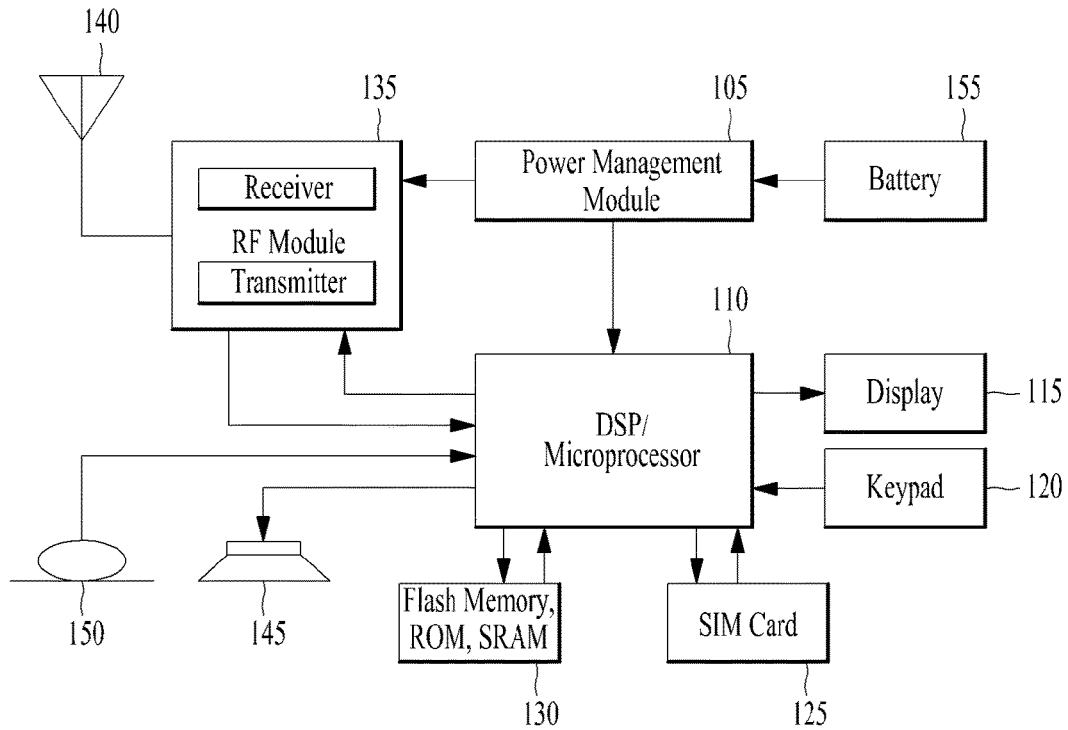 140
135
105
155
Receiver
RF Module
Transmitter
Power Management
Module
Battery
110
DSP/
Microprocessor
Display
115
Keypad
120
150
145
Flash Memory,
ROM, SRAM
130
SIM Card
125